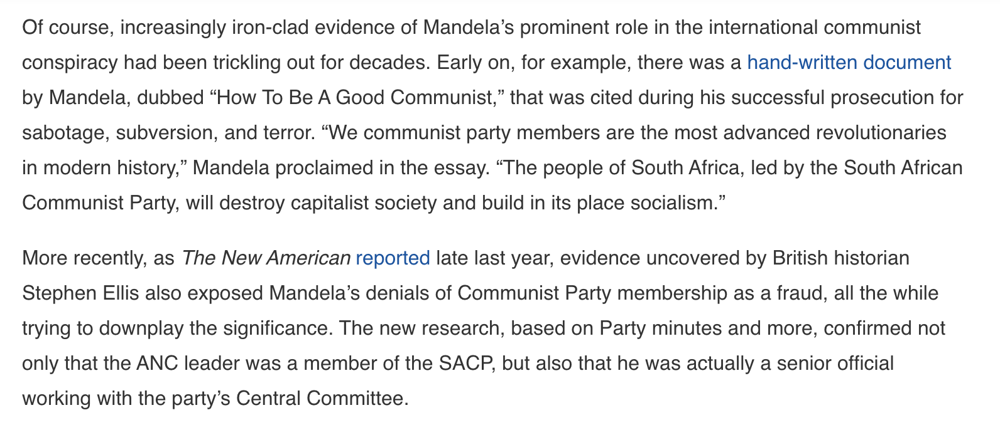 Of course, increasingly iron-clad evidence of Mandela’s prominent role in the international communist
conspiracy had been trickling out for decades. Early on, for example, there was a hand-written document
by Mandela, dubbed “How To Be A Good Communist,” that was cited during his successful prosecution for
sabotage, subversion, and terror. “We communist party members are the most advanced revolutionaries
in modern history,” Mandela proclaimed in the essay. “The people of South Africa, led by the South African
Communist Party, will destroy capitalist society and build in its place socialism.”
More recently, as The New American reported late last year, evidence uncovered by British historian
Stephen Ellis also exposed Mandela’s denials of Communist Party membership as a fraud, all the while
trying to downplay the significance. The new research, based on Party minutes and more, confirmed not
only that the ANC leader was a member of the SACP, but also that he was actually a senior official
working with the party’s Central Committee.